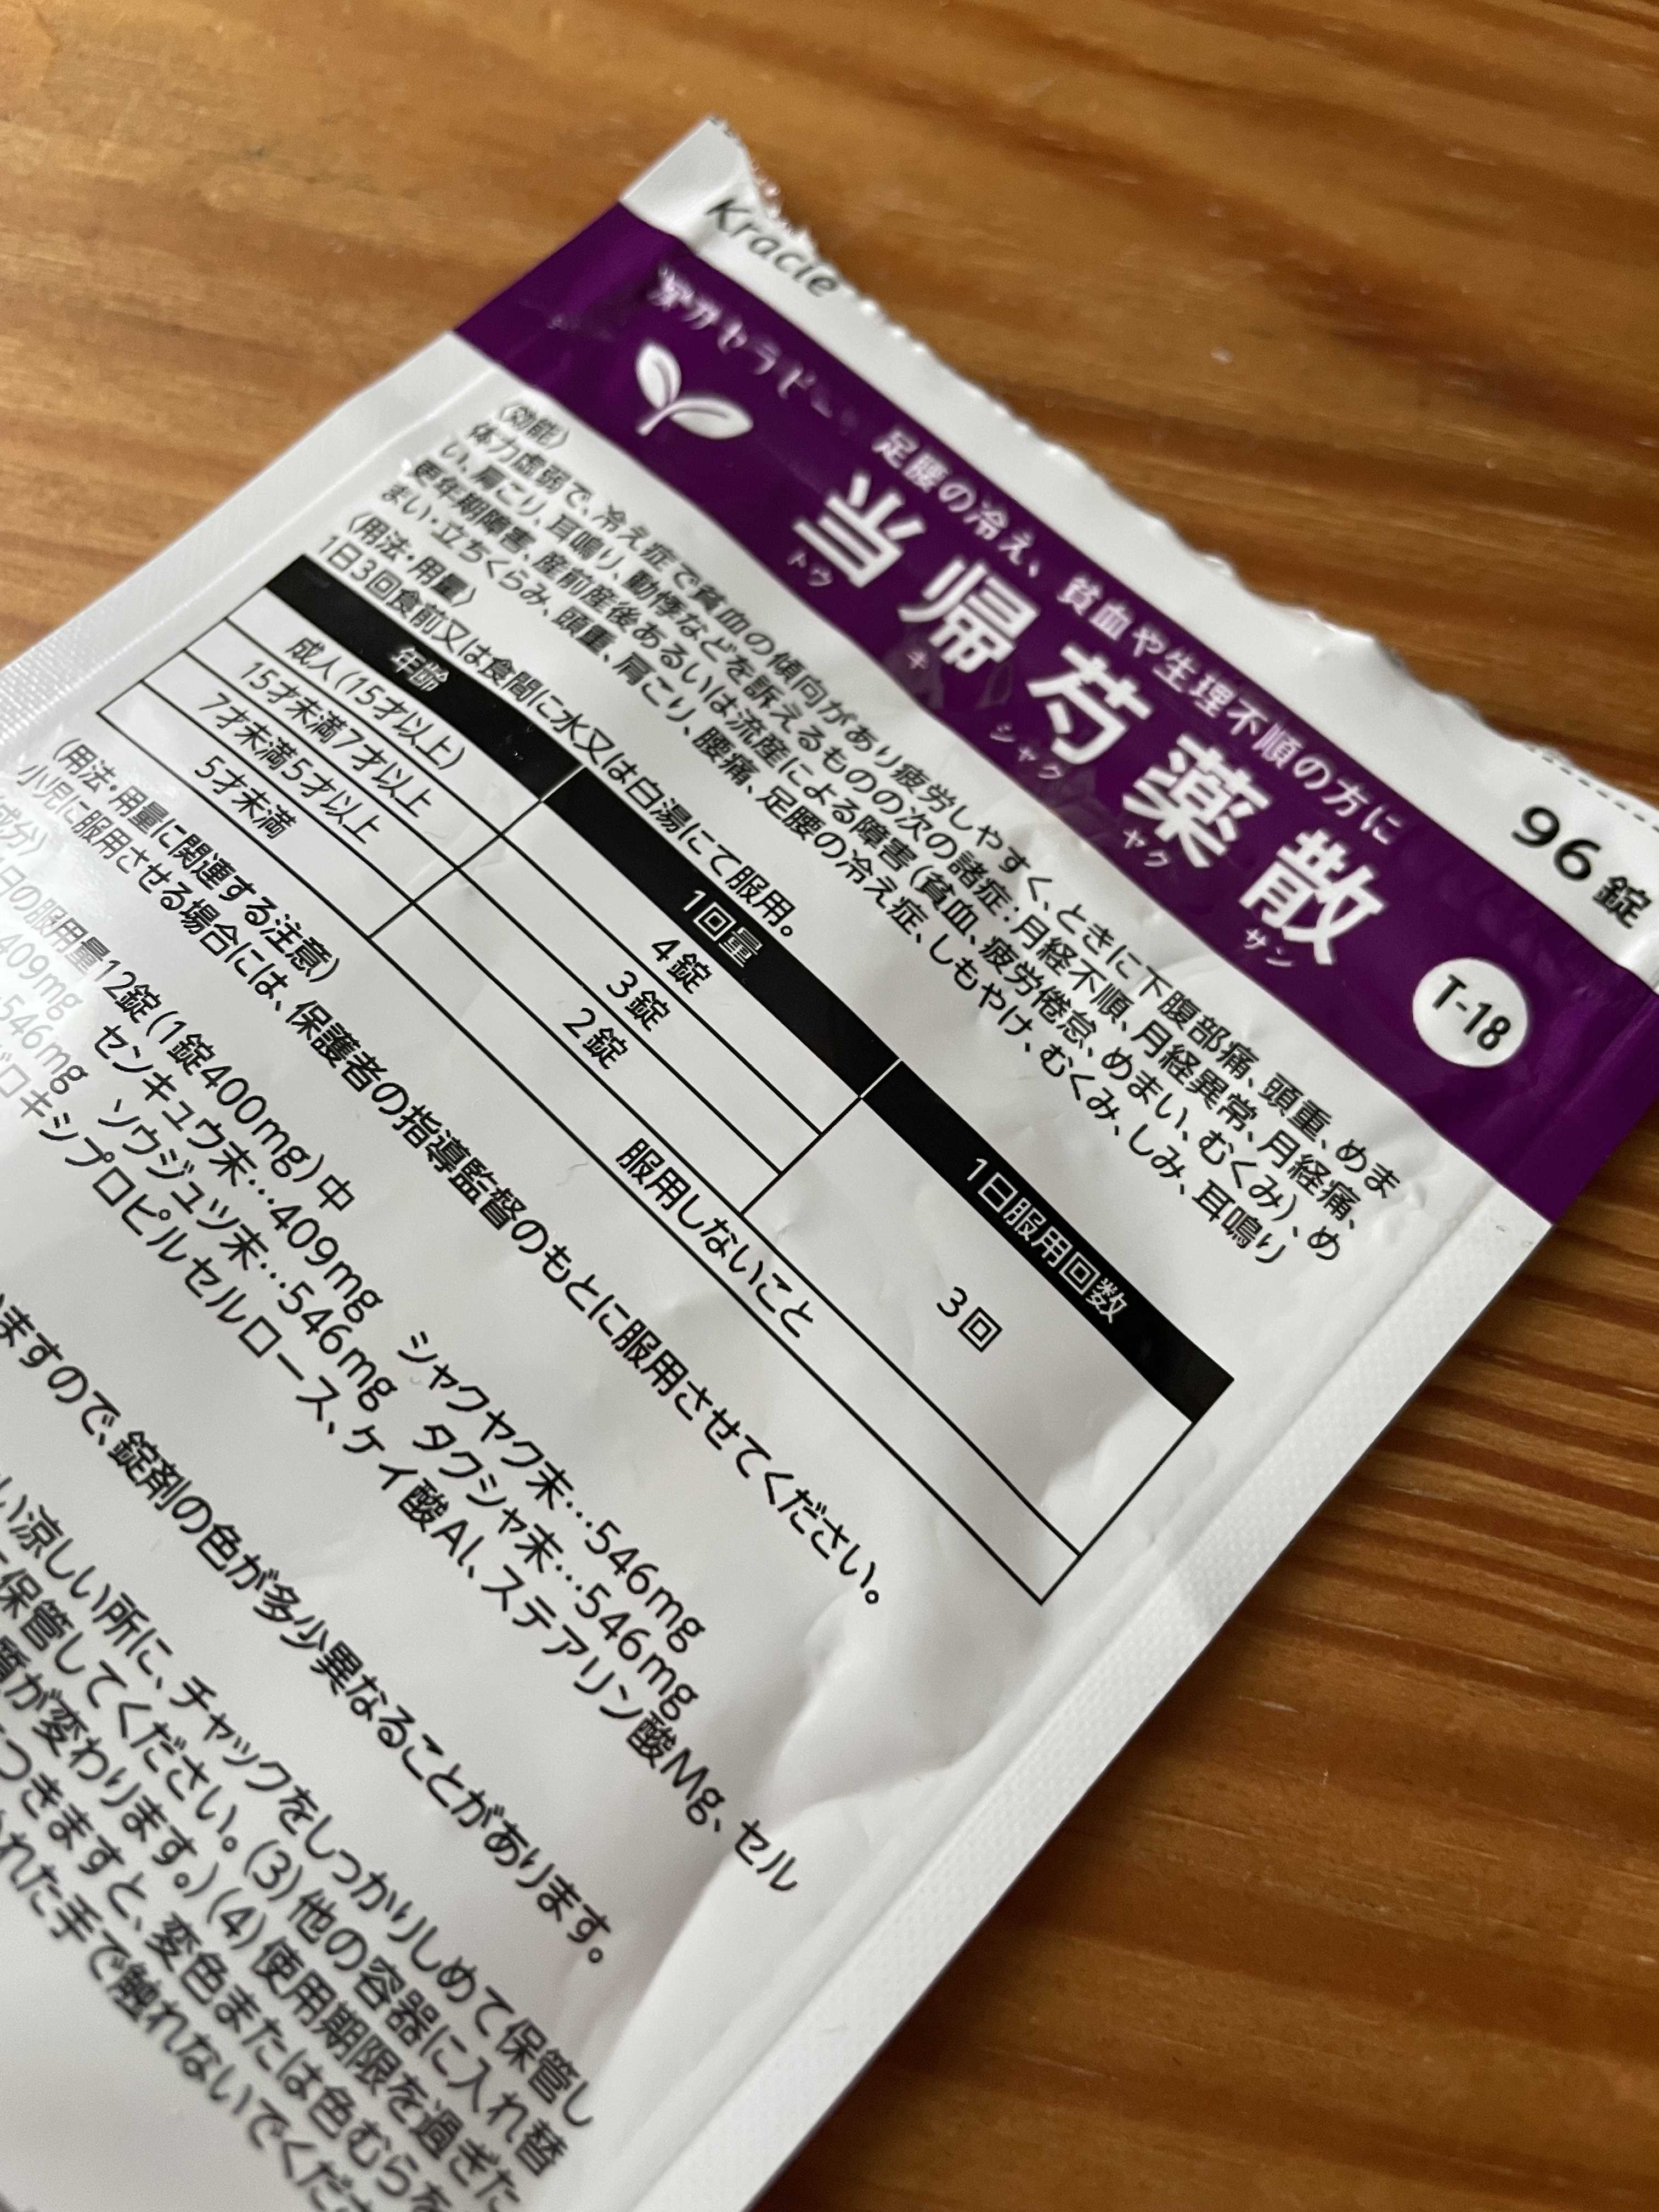 Kracie
漢方セラピー
96錠
足腰の冷え、貧血や生理不順の方に
当帰芍薬散
トウ キ シャク ヤク サン
T-18
〈効能〉
体力虚弱で、冷え症で貧血の傾向があり疲労しやすく、ときに下腹部痛、頭重、めま
い、肩こり、耳鳴り、動悸などを訴えるものの次の諸症:月経不順、月経異常、月経痛、
更年期障害、産前産後あるいは流産による障害(貧血、疲労倦怠、めまい、むくみ)、め
まい・立ちくらみ、頭重、肩こり、腰痛、足腰の冷え症、しもやけ、むくみ、しみ、耳鳴り
〈用法・用量〉
1日3回食前又は食間に水又は白湯にて服用。
年齢 1回量 1日服用回数
成人(15才以上) 4錠 3回
15才未満7才以上 3錠
7才未満5才以上 2錠
5才未満 服用しないこと
〈用法・用量に関連する注意〉
小児に服用させる場合には、保護者の指導監督のもとに服用させてください。
成分〉
日の服用量12錠(1錠400mg)中
409mg センキュウ末…409mg シャクヤク末…546mg
546mg ソウジュツ末…546mg タクシャ末…546mg
ロキシプロピルセルロース、ケイ酸Al、ステアリン酸Mg、セル
ますので、錠剤の色が多少異なることがあります。
い涼しい所に、チャックをしっかりしめて保管し
保管してください。(3)他の容器に入れ替
質が変わります。)(4)使用期限を過ぎた
つきますと、変色または色むらを
れた手で触れないでくださ